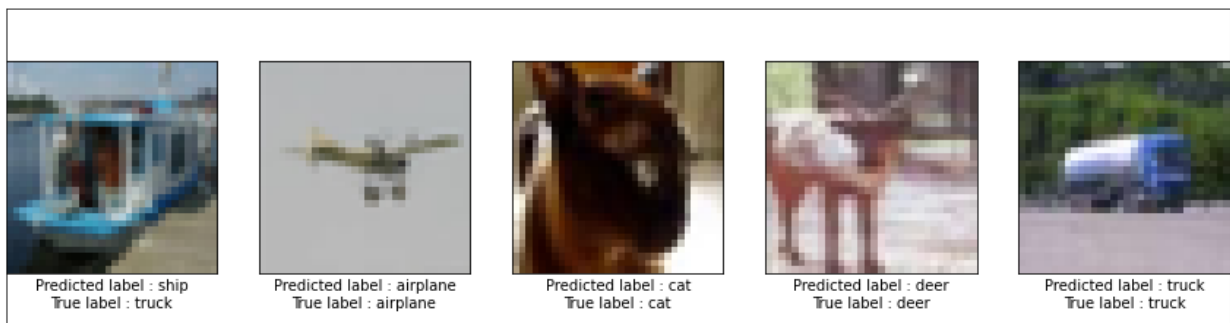 Predicted label : ship
True label : truck
Predicted label : airplane
True label : airplane
Predicted label : cat
True label : cat
Predicted label : deer
True label : deer
Predicted label : truck
True label : truck